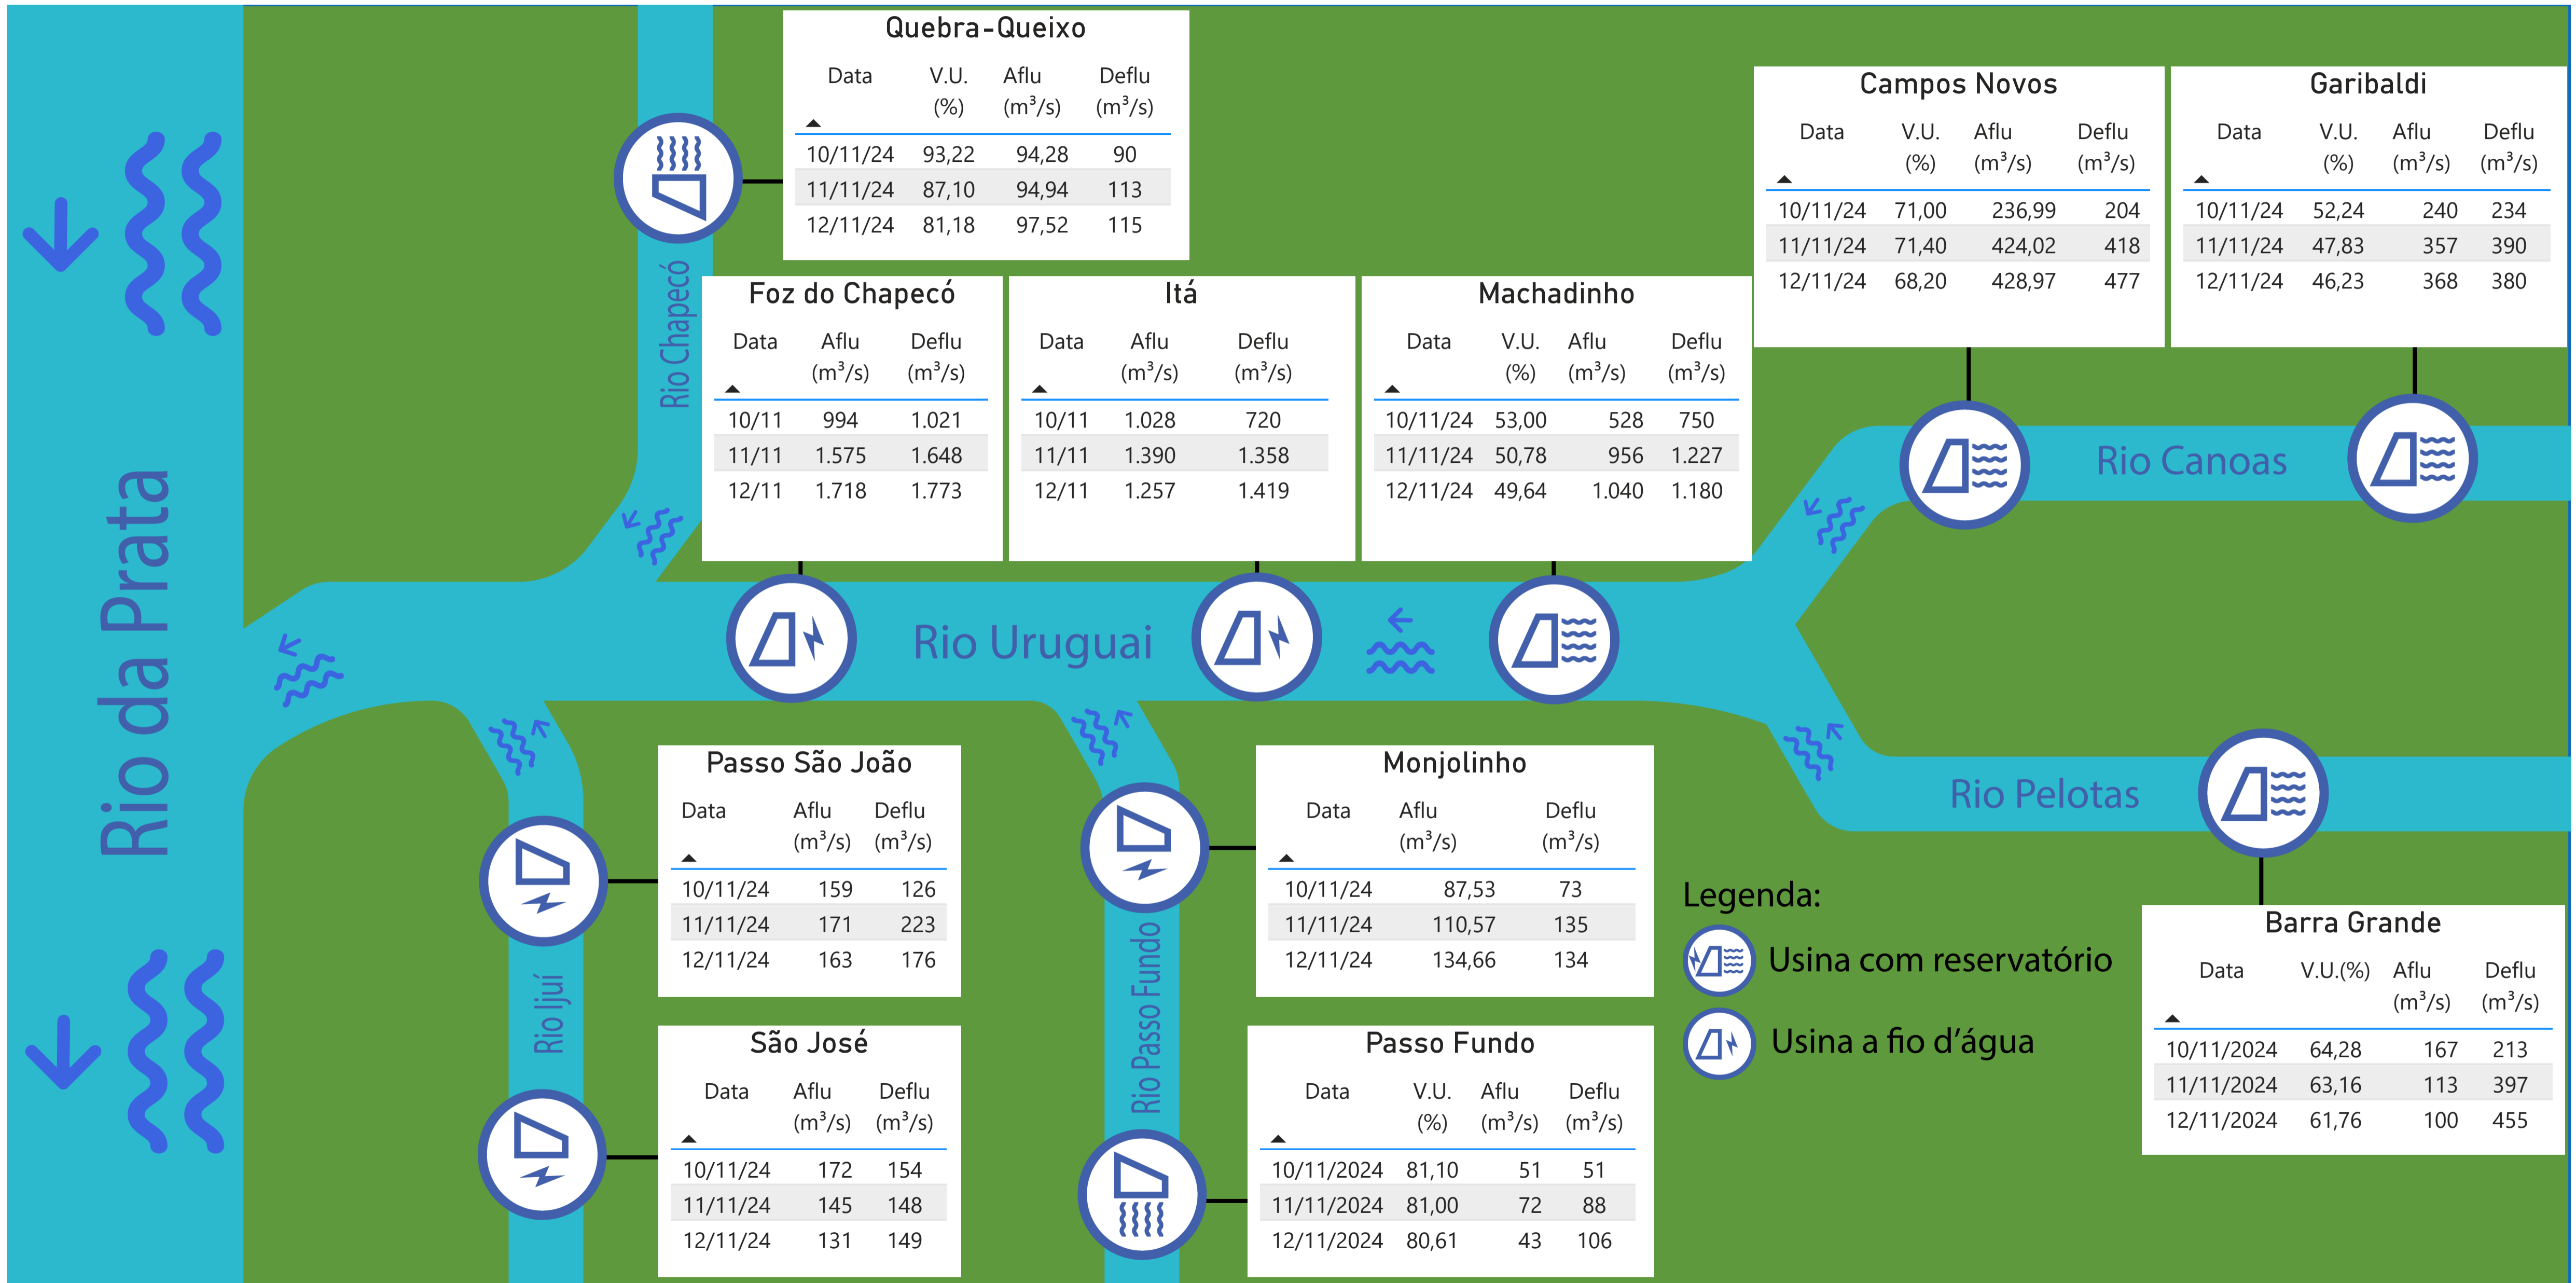 Quebra-Queixo
Data V.U. (%) Aflu (m³/s) Deflu (m³/s)
10/11/24 93,22 94,28 90
11/11/24 87,10 94,94 113
12/11/24 81,18 97,52 115
Campos Novos
Data V.U. (%) Aflu (m³/s) Deflu (m³/s)
10/11/24 71,00 236,99 204
11/11/24 71,40 424,02 418
12/11/24 68,20 428,97 477
Garibaldi
Data V.U. (%) Aflu (m³/s) Deflu (m³/s)
10/11/24 52,24 240 234
11/11/24 47,83 357 390
12/11/24 46,23 368 380
Rio Chapecó
Foz do Chapecó
Data Aflu (m³/s) Deflu (m³/s)
10/11 994 1.021
11/11 1.575 1.648
12/11 1.718 1.773
Itá
Data Aflu (m³/s) Deflu (m³/s)
10/11 1.028 720
11/11 1.390 1.358
12/11 1.257 1.419
Machadinho
Data V.U. (%) Aflu (m³/s) Deflu (m³/s)
10/11/24 53,00 528 750
11/11/24 50,78 956 1.227
12/11/24 49,64 1.040 1.180
Rio Canoas
Rio da Prata
Rio Uruguai
Rio Pelotas
Passo São João
Data Aflu (m³/s) Deflu (m³/s)
10/11/24 159 126
11/11/24 171 223
12/11/24 163 176
Monjolinho
Data Aflu (m³/s) Deflu (m³/s)
10/11/24 87,53 73
11/11/24 110,57 135
12/11/24 134,66 134
Rio Ijuí
Rio Passo Fundo
Legenda:
Usina com reservatório
Usina a fio d’água
Barra Grande
Data V.U.(%) Aflu (m³/s) Deflu (m³/s)
10/11/2024 64,28 167 213
11/11/2024 63,16 113 397
12/11/2024 61,76 100 455
São José
Data Aflu (m³/s) Deflu (m³/s)
10/11/24 172 154
11/11/24 145 148
12/11/24 131 149
Passo Fundo
Data V.U. (%) Aflu (m³/s) Deflu (m³/s)
10/11/2024 81,10 51 51
11/11/2024 81,00 72 88
12/11/2024 80,61 43 106